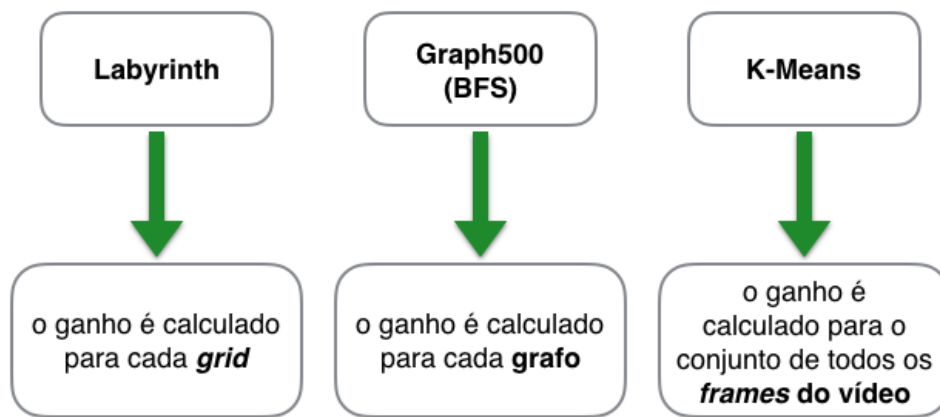 Labyrinth
Graph500
(BFS)
K-Means
o ganho é calculado
para cada grid
o ganho é calculado
para cada grafo
o ganho é
calculado para o
conjunto de todos os
frames do vídeo